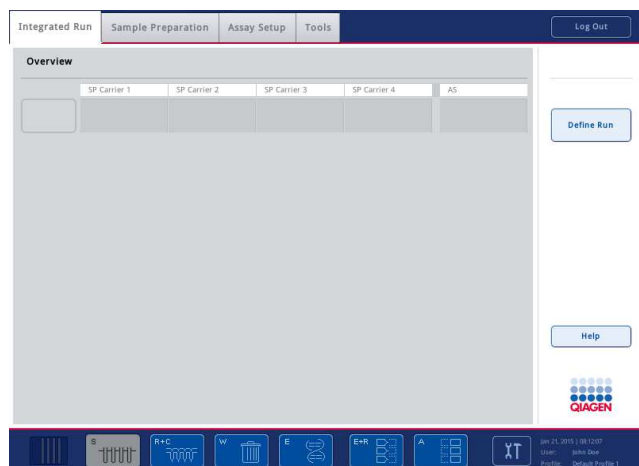 Integrated Run
Sample Preparation
Assay Setup
Tools
Log Out
Overview
SP Carrier 1
SP Carrier 2
SP Carrier 3
SP Carrier 4
AS
Define Run
Help
QIAGEN
S
R+C
W
E
E+R
A
Jan 21, 2015 | 08:12:07
User: John Doe
Profile: Default Profile 1